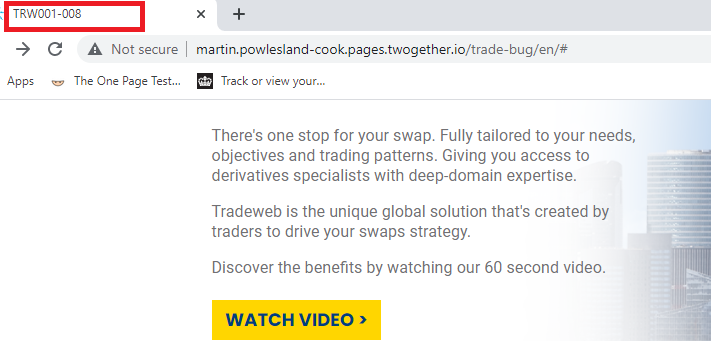 TRW001-008
Not secure | martin.powlesland-cook.pages.twogether.io/trade-bug/en/#
Apps The One Page Test... Track or view your...
There's one stop for your swap. Fully tailored to your needs,
objectives and trading patterns. Giving you access to
derivatives specialists with deep-domain expertise.
Tradeweb is the unique global solution that's created by
traders to drive your swaps strategy.
Discover the benefits by watching our 60 second video.
WATCH VIDEO >